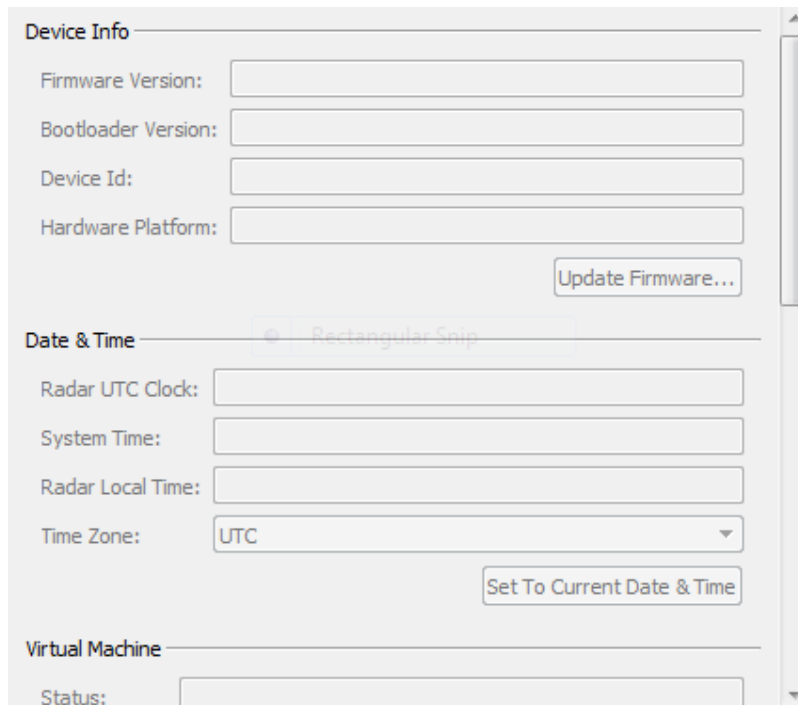 Device Info
Firmware Version:
Bootloader Version:
Device Id:
Hardware Platform:
Update Firmware...
Rectangular Snip
Date & Time
Radar UTC Clock:
System Time:
Radar Local Time:
Time Zone: UTC
Set To Current Date & Time
Virtual Machine
Status: